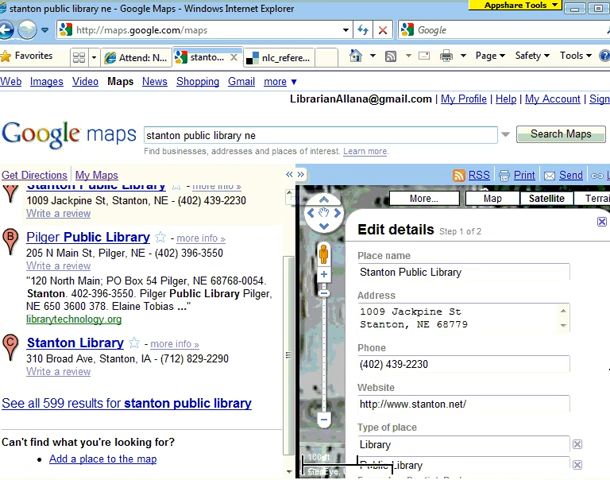 stanton public library ne - Google Maps - Windows Internet Explorer
Appshare Tools
http://maps.google.com/maps
Google
Favorites
Attend: N...
stanto...
nlc_refere...
Page
Safety
Tools
Web Images Videos Maps News Shopping Gmail more ▼
LibrarianAllana@gmail.com | My Profile | Help | My Account | Sign
Google maps
stanton public library ne
Search Maps
Find businesses, addresses and places of interest. Learn more.
Get Directions My Maps
RSS Print Send
Stanton Public Library - more info »
1009 Jackpine St, Stanton, NE - (402) 439-2230
Write a review
B
Pilger Public Library - more info »
205 N Main St, Pilger, NE - (402) 396-3550
Write a review
"120 North Main; PO Box 54 Pilger, NE 68768-0054.
Stanton. 402-396-3550. Pilger Public Library Pilger,
NE 650 3600 378. Elaine Tobias ..."
librarytechnology.org
C
Stanton Library - more info »
310 Broad Ave, Stanton, IA - (712) 829-2290
Write a review
See all 599 results for stanton public library
Can't find what you're looking for?
Add a place to the map
More... Map Satellite Terrai
Edit details Step 1 of 2
Place name
Stanton Public Library
Address
1009 Jackpine St
Stanton, NE 68779
Phone
(402) 439-2230
Website
http://www.stanton.net/
Type of place
Library
Public Library
100 ft